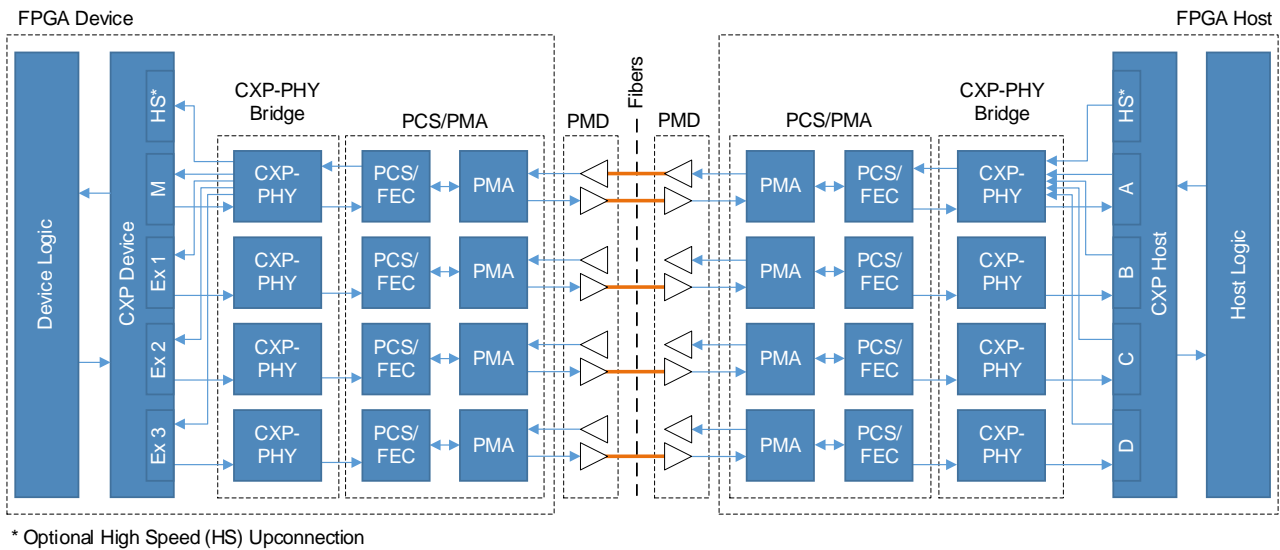 FPGA Device
FPGA Host
Device Logic
CXP Device
HS*
M
Ex 1
Ex 2
Ex 3
CXP-PHY
Bridge
PCS/PMA
PMD
Fibers
PMD
PCS/PMA
CXP-PHY
Bridge
CXP-
PHY
PCS/
FEC
PMA
PMA
PCS/
FEC
CXP-
PHY
CXP-
PHY
PCS/
FEC
PMA
PMA
PCS/
FEC
CXP-
PHY
CXP-
PHY
PCS/
FEC
PMA
PMA
PCS/
FEC
CXP-
PHY
CXP-
PHY
PCS/
FEC
PMA
PMA
PCS/
FEC
CXP-
PHY
HS*
A
B
C
D
CXP Host
Host Logic
* Optional High Speed (HS) Upconnection